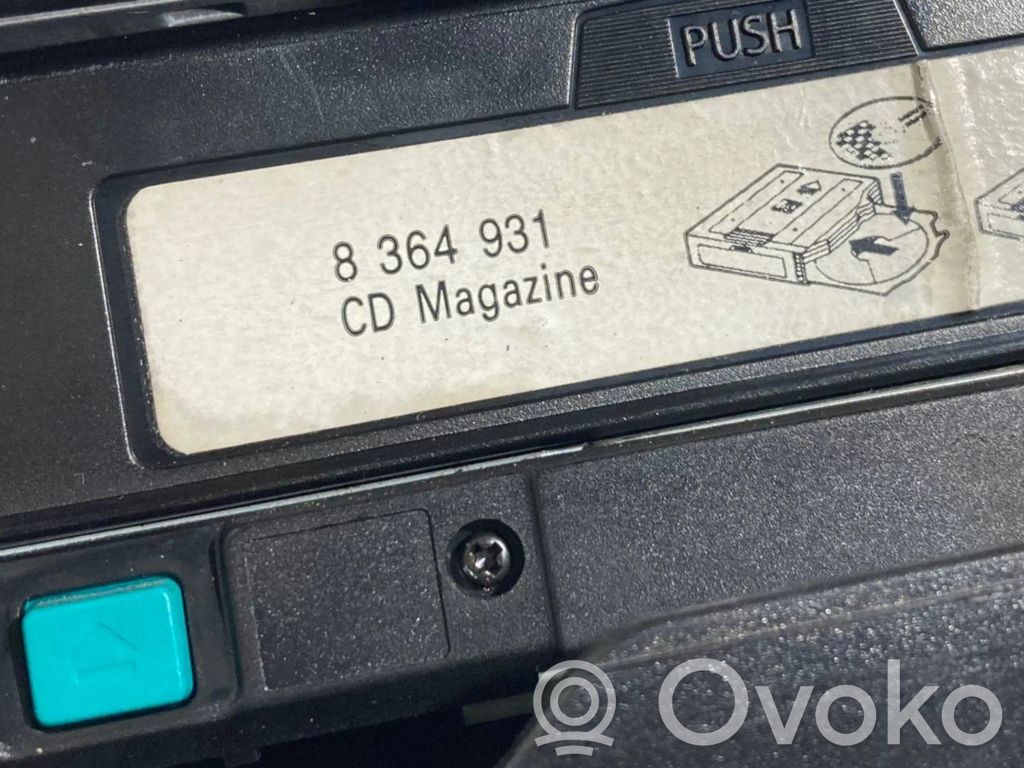 PUSH
8 364 931
CD Magazine
Ovoko